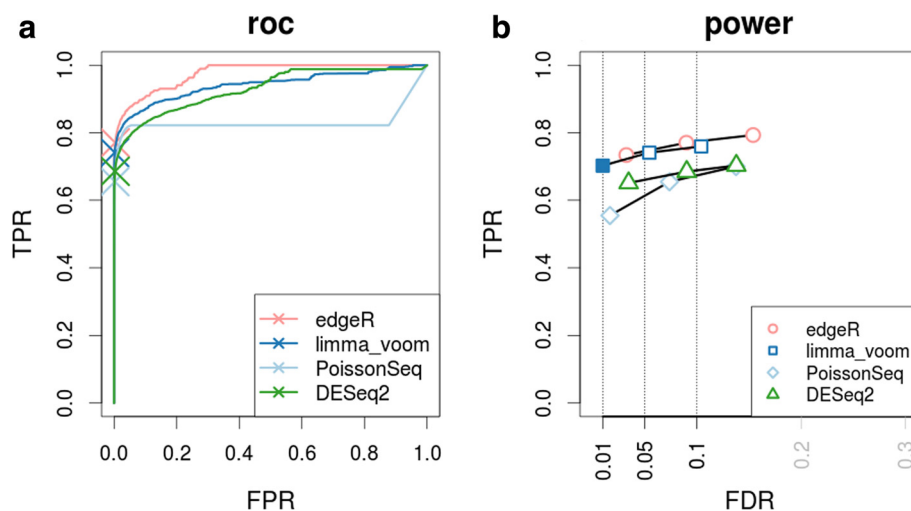 a
roc
TPR
1.0
0.8
0.6
0.4
0.2
0.0
edgeR
limma_voom
PoissonSeq
DESeq2
0.0 0.2 0.4 0.6 0.8 1.0
FPR
b
power
TPR
1.0
0.8
0.6
0.4
0.2
0.0
edgeR
limma_voom
PoissonSeq
DESeq2
0.01 0.05 0.1 0.2 0.3
FDR